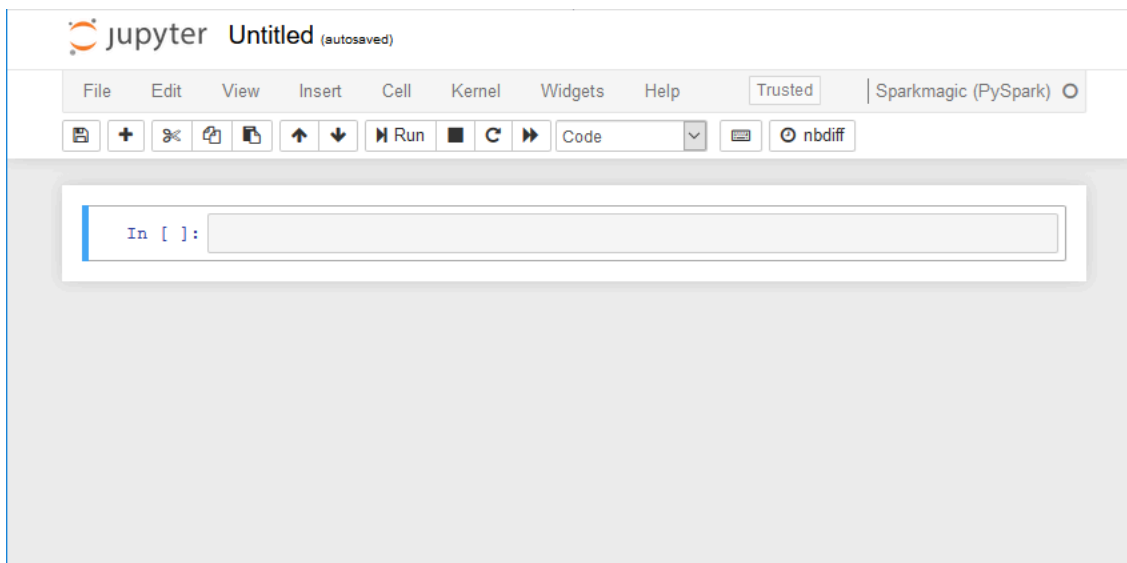 jupyter Untitled (autosaved)
File Edit View Insert Cell Kernel Widgets Help Trusted Sparkmagic (PySpark)
Run Code nbdiff
In [ ]: